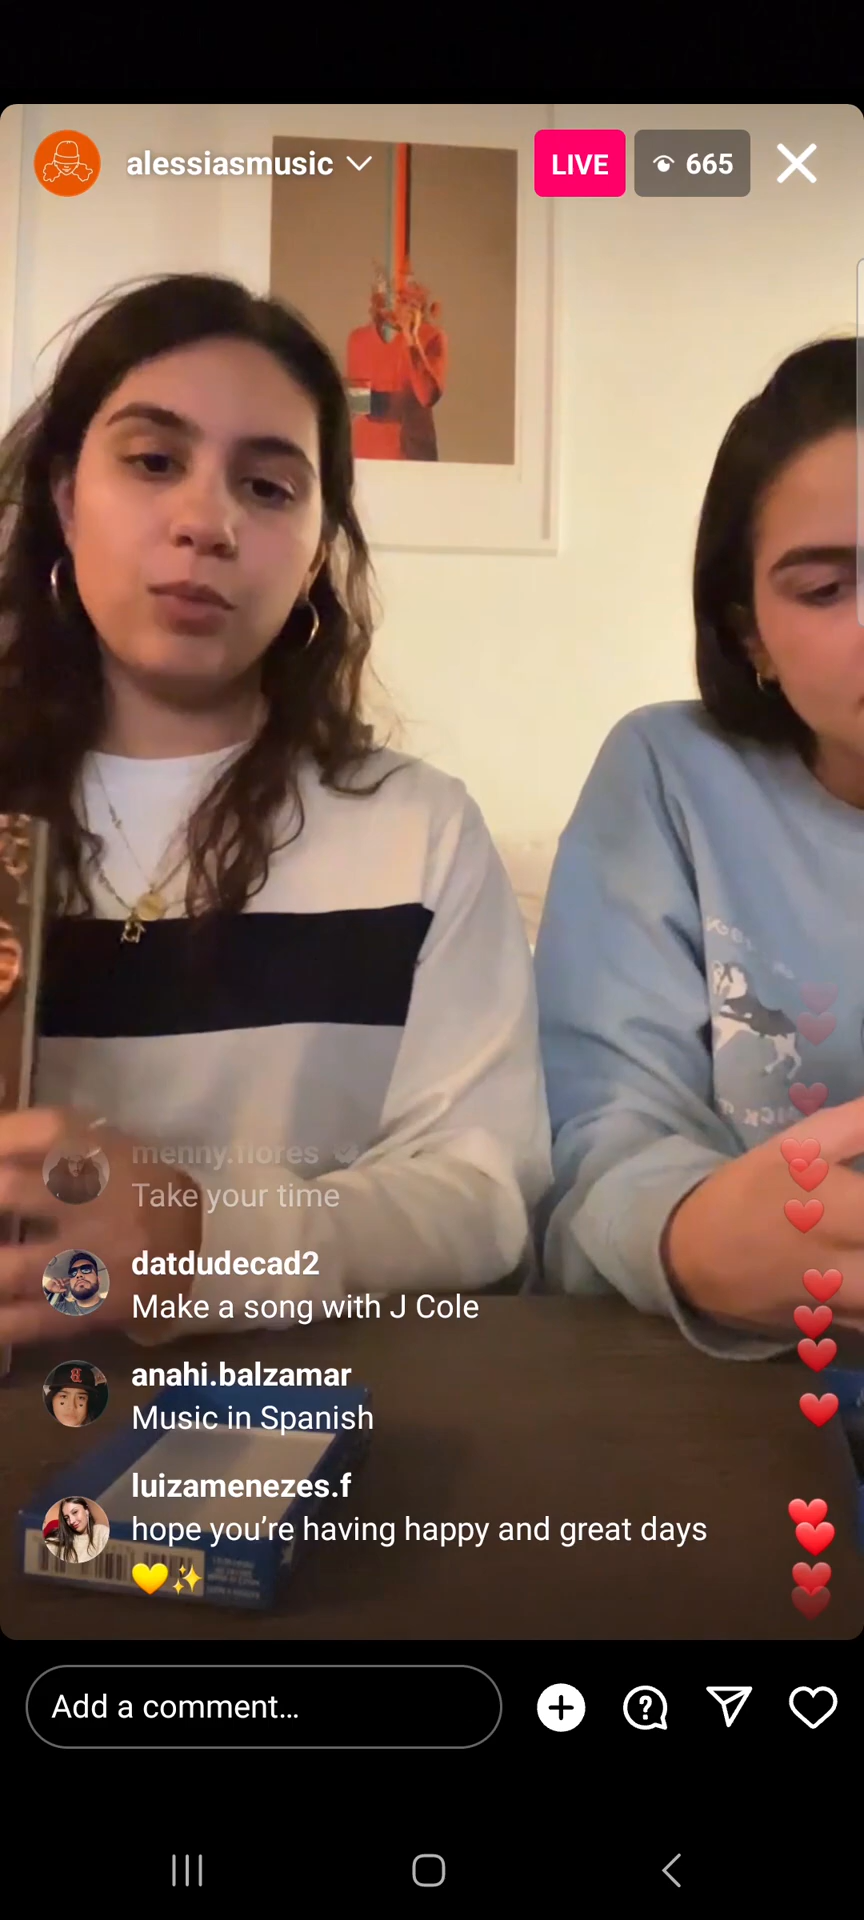 alessiasmusic
LIVE
665
menny.flores
Take your time
datdudecad2
Make a song with J Cole
anahi.balzamar
Music in Spanish
luizamenezes.f
hope you’re having happy and great days
💛✨
Add a comment...